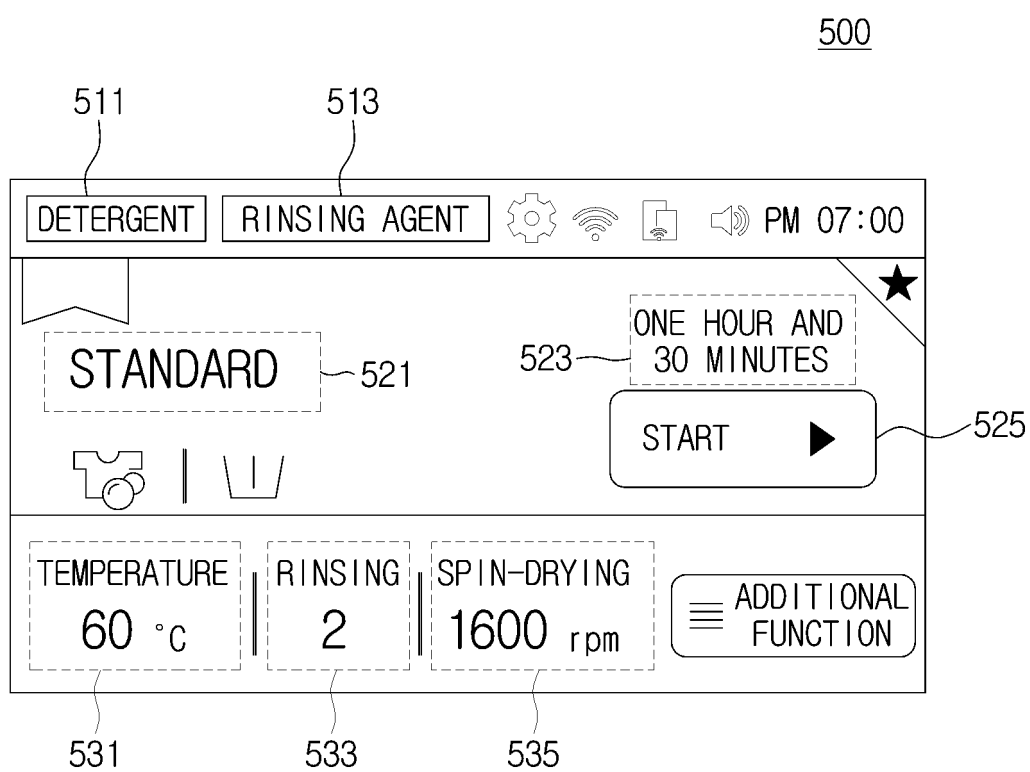 500
511 513
DETERGENT RINSING AGENT PM 07:00
ONE HOUR AND
30 MINUTES
523
STANDARD 521
START 525
TEMPERATURE RINSING SPIN-DRYING
60 °C 2 1600 rpm
ADDITIONAL
FUNCTION
531 533 535